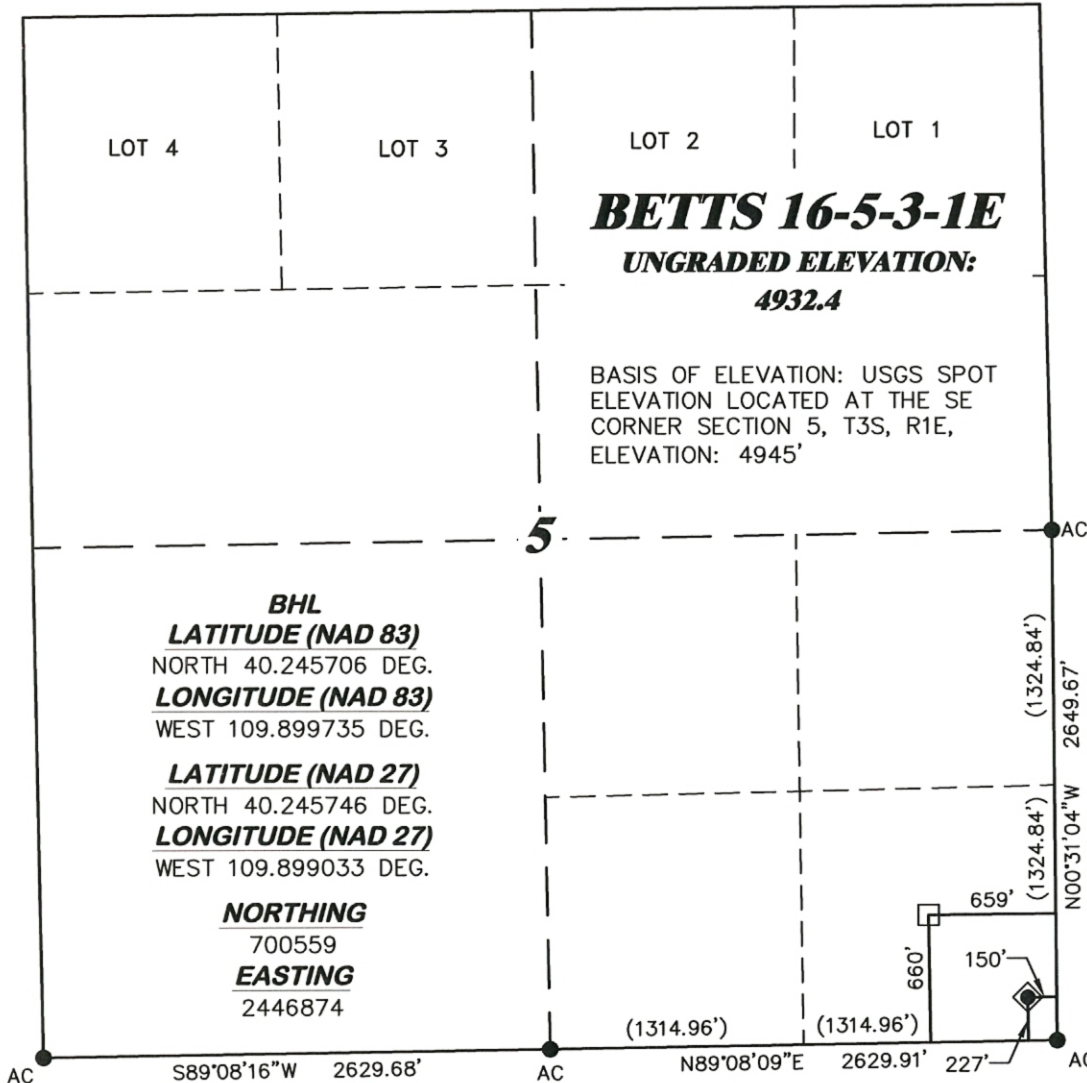 LOT 4
LOT 3
LOT 2
LOT 1
BETTS 16-5-3-1E
UNGRADED ELEVATION:
4932.4
BASIS OF ELEVATION: USGS SPOT
ELEVATION LOCATED AT THE SE
CORNER SECTION 5, T3S, R1E,
ELEVATION: 4945'
5
AC
BHL
LATITUDE (NAD 83)
NORTH 40.245706 DEG.
LONGITUDE (NAD 83)
WEST 109.899735 DEG.
LATITUDE (NAD 27)
NORTH 40.245746 DEG.
LONGITUDE (NAD 27)
WEST 109.899033 DEG.
NORTHING
700559
EASTING
2446874
(1324.84')
2649.67'
(1324.84')
N00°31'04"W
659'
660'
150'
(1314.96')
(1314.96')
AC
S89°08'16"W 2629.68'
AC
N89°08'09"E 2629.91'
227'
AC